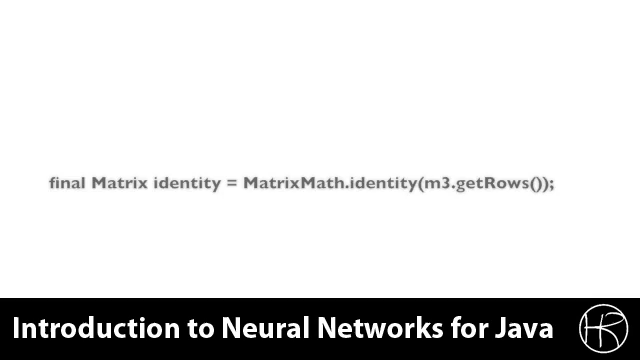 final Matrix identity = MatrixMath.identity(m3.getRows());
Introduction to Neural Networks for Java